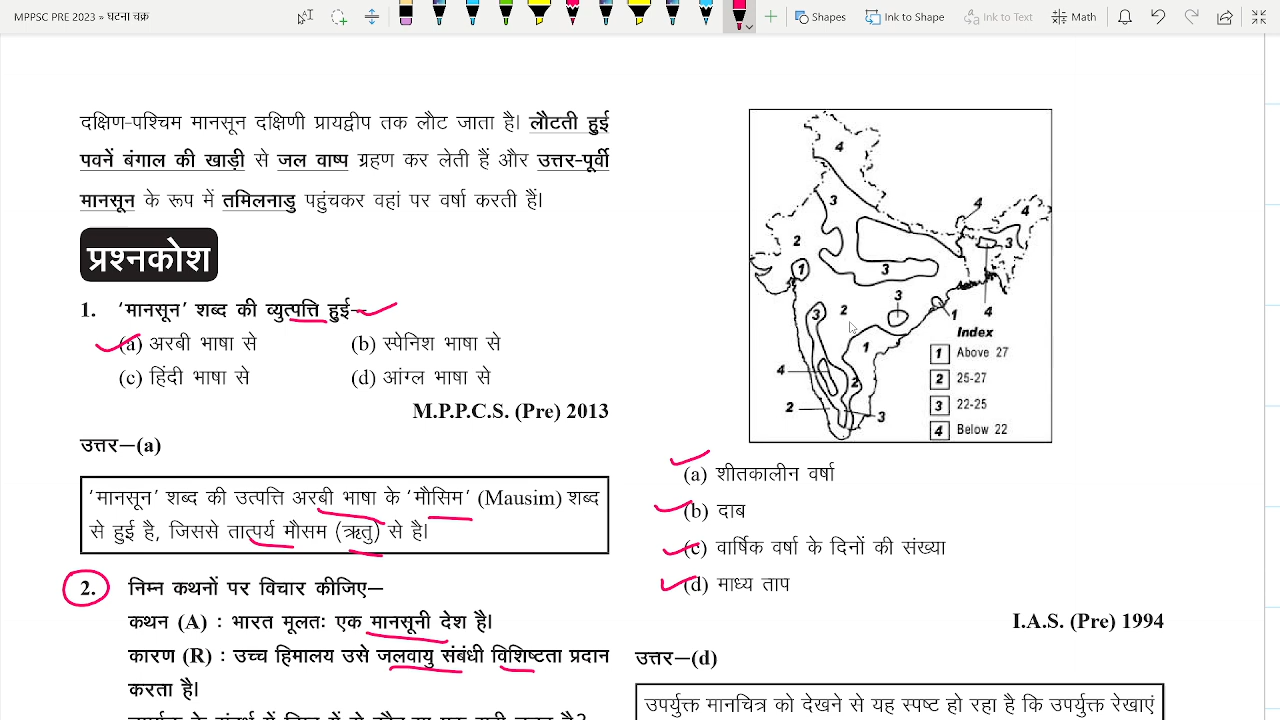 MPPSC PRE 2023 » घटना चक्र
Shapes
Ink to Shape
Ink to Text
Math
दक्षिण-पश्चिम मानसून दक्षिणी प्रायद्वीप तक लौट जाता है। लौटती हुई
पवनें बंगाल की खाड़ी से जल वाष्प ग्रहण कर लेती हैं और उत्तर-पूर्वी
मानसून के रूप में तमिलनाडु पहुंचकर वहां पर वर्षा करती हैं।
प्रश्नकोश
1. ‘मानसून’ शब्द की व्युत्पत्ति हुई–
(a) अरबी भाषा से (b) स्पेनिश भाषा से
(c) हिंदी भाषा से (d) आंग्ल भाषा से
M.P.P.C.S. (Pre) 2013
उत्तर–(a)
‘मानसून’ शब्द की उत्पत्ति अरबी भाषा के ‘मौसिम’ (Mausim) शब्द
से हुई है, जिससे तात्पर्य मौसम (ऋतु) से है।
2. निम्न कथनों पर विचार कीजिए–
कथन (A) : भारत मूलतः एक मानसूनी देश है।
कारण (R) : उच्च हिमालय उसे जलवायु संबंधी विशिष्टता प्रदान
करता है।
4
3
4
4
2
3
1
3
3
2
3
1
4
1
4
2
2
3
Index
1 Above 27
2 25-27
3 22-25
4 Below 22
(a) शीतकालीन वर्षा
(b) दाब
(c) वार्षिक वर्षा के दिनों की संख्या
(d) माध्य ताप
I.A.S. (Pre) 1994
उत्तर–(d)
उपर्युक्त मानचित्र को देखने से यह स्पष्ट हो रहा है कि उपर्युक्त रेखाएं